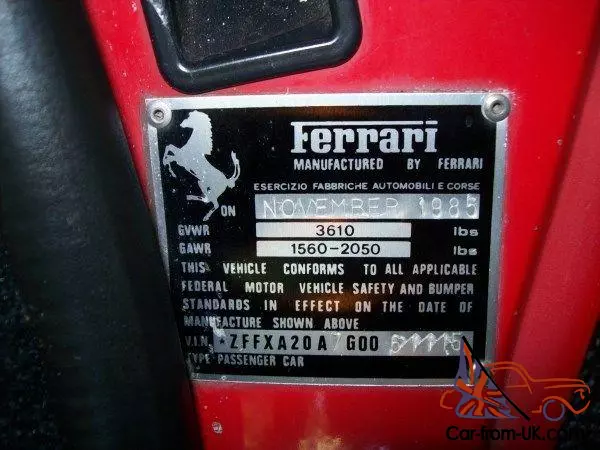 Ferrari
MANUFACTURED BY FERRARI
ESERCIZIO FABBRICHE AUTOMOBILI E CORSE
ON NOVEMBER 1985
GVWR 3610 lbs
GAWR 1560-2050 lbs
THIS VEHICLE CONFORMS TO ALL APPLICABLE
FEDERAL MOTOR VEHICLE SAFETY AND BUMPER
STANDARDS IN EFFECT ON THE DATE OF
MANUFACTURE SHOWN ABOVE
V.I.N. *ZFFXA20A7G00 61115
TYPE PASSENGER CAR
Car-from-UK.com